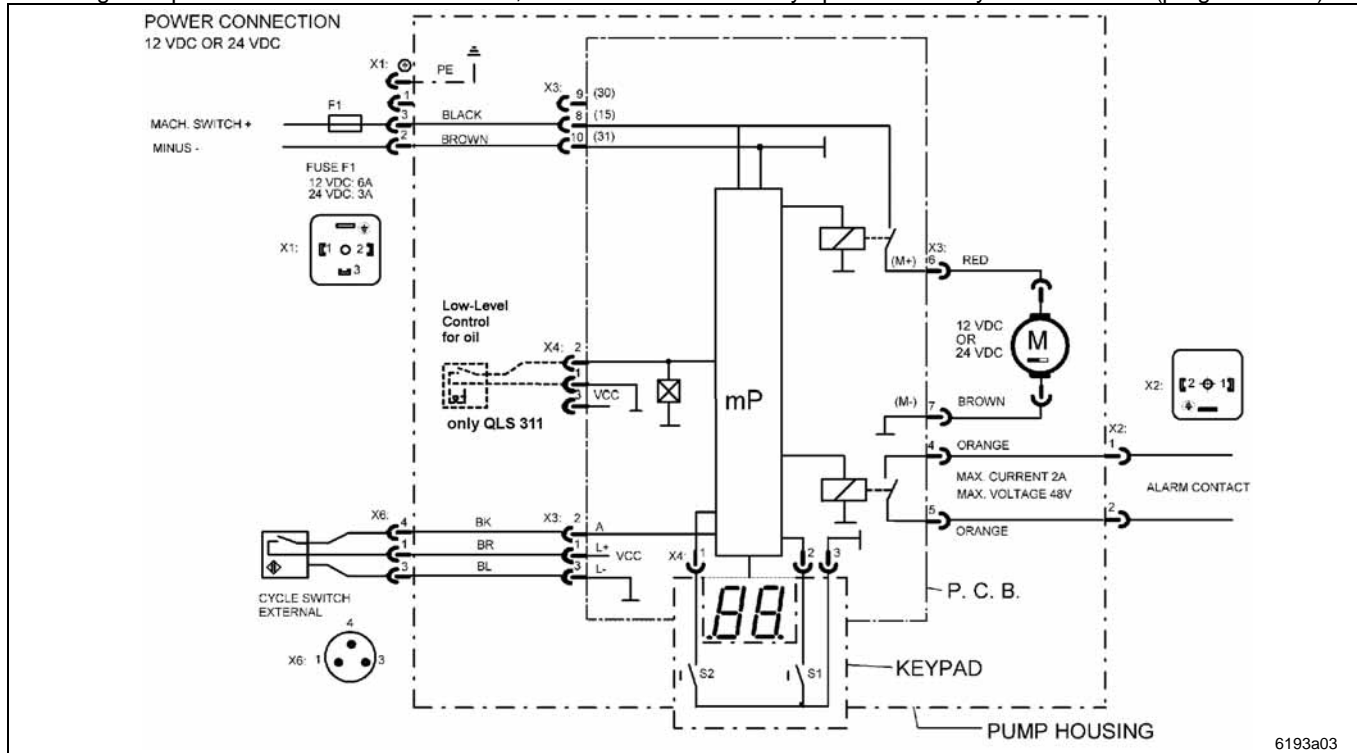 POWER CONNECTION
12 VDC OR 24 VDC
X1:
PE
1
X3: 9 (30)
F1
MACH. SWITCH +
3
BLACK
8 (15)
MINUS -
2
BROWN
10 (31)
FUSE F1
12 VDC: 6A
24 VDC: 3A
X1:
1
2
3
X3:
(M+) 6
RED
Low-Level
Control
for oil
X4: 2
1
3
VCC
only QLS 311
mP
12 VDC
OR
24 VDC
M
X2:
2
1
(M-) 7
BROWN
X2:
4
ORANGE
1
MAX. CURRENT 2A
MAX. VOLTAGE 48V
ALARM CONTACT
5
ORANGE
2
X6: 4
BK
X3: 2
A
1
BR
1
L+
VCC
3
BL
3
L-
X4: 1
2
3
CYCLE SWITCH
EXTERNAL
4
X6: 1
3
88
P. C. B.
S2
S1
KEYPAD
PUMP HOUSING
6193a03